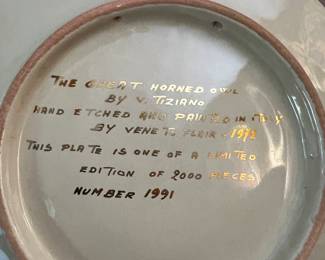 THE GREAT HORNED OWL
BY V. TIZIANO
HAND ETCHED AND PAINTED IN ITALY
BY VENETO FLAIR - 1972
THIS PLATE IS ONE OF A LIMITED
EDITION OF 2000 PIECES
NUMBER 1991